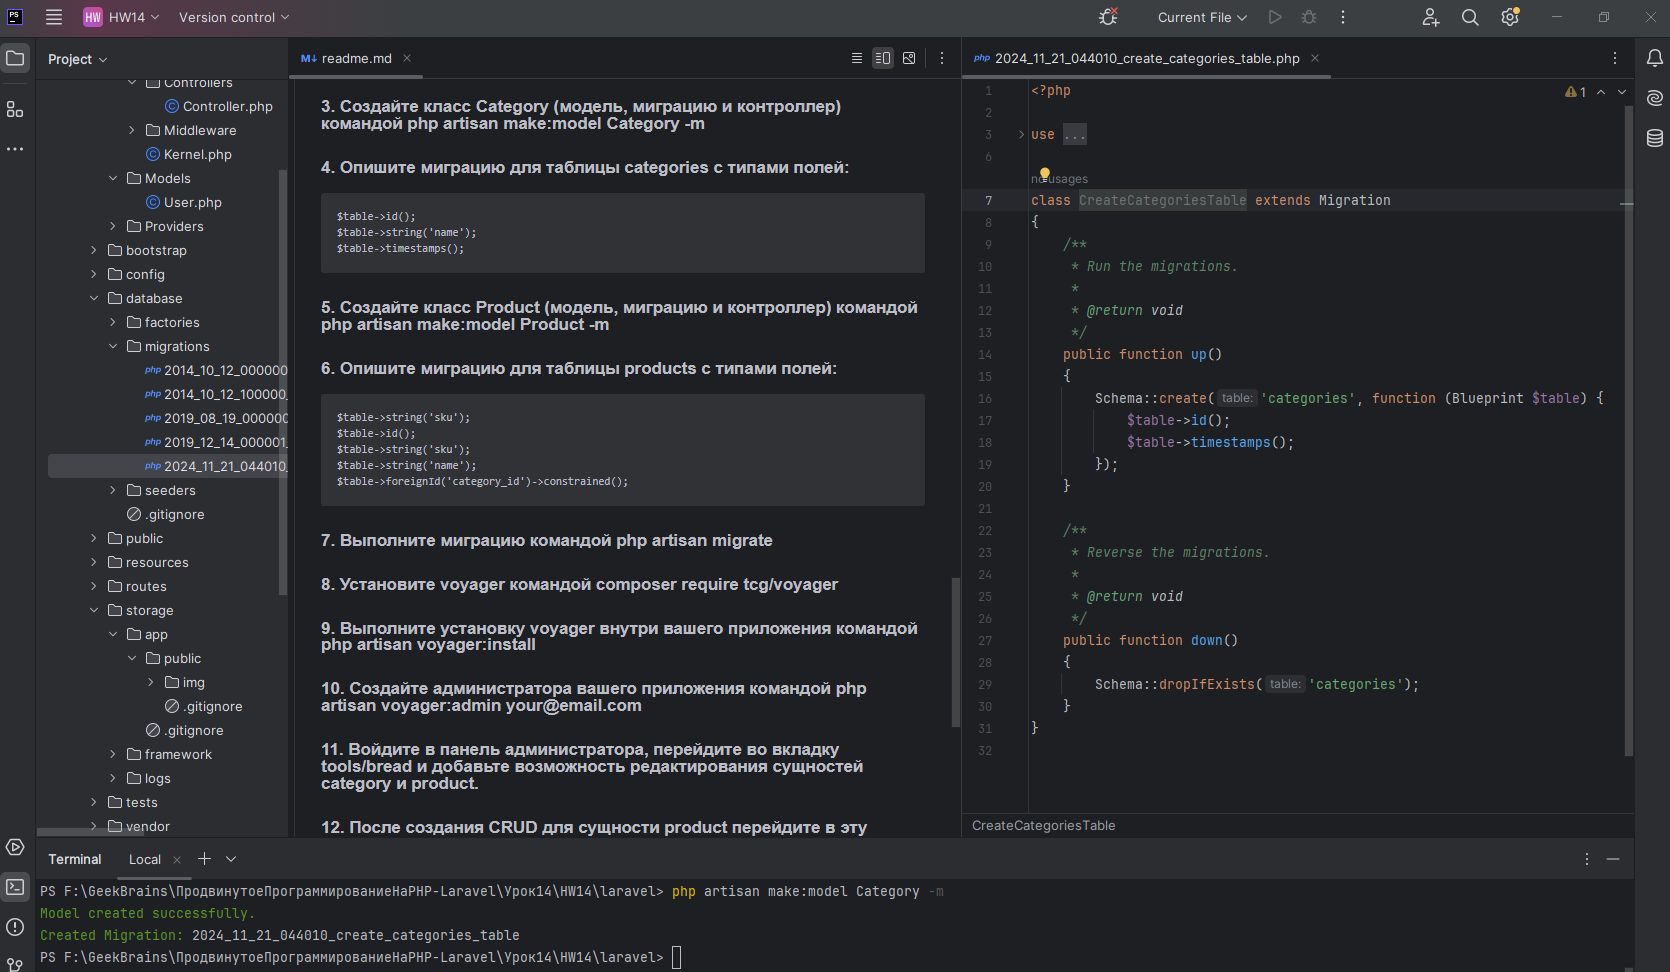 PS
HW HW14
Version control
Current File
Project
Controllers
Controller.php
Middleware
Kernel.php
Models
User.php
Providers
bootstrap
config
database
factories
migrations
php 2014_10_12_000000
php 2014_10_12_100000_
php 2019_08_19_000000
php 2019_12_14_000001_
php 2024_11_21_044010_
seeders
.gitignore
public
resources
routes
storage
app
public
img
.gitignore
.gitignore
framework
logs
tests
vendor
M↓ readme.md
3. Создайте класс Category (модель, миграцию и контроллер)
командой php artisan make:model Category -m
4. Опишите миграцию для таблицы categories с типами полей:
$table->id();
$table->string('name');
$table->timestamps();
5. Создайте класс Product (модель, миграцию и контроллер) командой
php artisan make:model Product -m
6. Опишите миграцию для таблицы products с типами полей:
$table->string('sku');
$table->id();
$table->string('sku');
$table->string('name');
$table->foreignId('category_id')->constrained();
7. Выполните миграцию командой php artisan migrate
8. Установите voyager командой composer require tcg/voyager
9. Выполните установку voyager внутри вашего приложения командой
php artisan voyager:install
10. Создайте администратора вашего приложения командой php
artisan voyager:admin your@email.com
11. Войдите в панель администратора, перейдите во вкладку
tools/bread и добавьте возможность редактирования сущностей
category и product.
12. После создания CRUD для сущности product перейдите в эту
php 2024_11_21_044010_create_categories_table.php
1
1 <?php
2
3 use ...
6
no usages
7 class CreateCategoriesTable extends Migration
8 {
9 /**
10 * Run the migrations.
11 *
12 * @return void
13 */
14 public function up()
15 {
16 Schema::create( table: 'categories', function (Blueprint $table) {
17 $table->id();
18 $table->timestamps();
19 });
20 }
21
22 /**
23 * Reverse the migrations.
24 *
25 * @return void
26 */
27 public function down()
28 {
29 Schema::dropIfExists( table: 'categories');
30 }
31 }
32
CreateCategoriesTable
Terminal
Local
PS F:\GeekBrains\ПродвинутоеПрограммированиеНаPHP-Laravel\Урок14\HW14\laravel> php artisan make:model Category -m
Model created successfully.
Created Migration: 2024_11_21_044010_create_categories_table
PS F:\GeekBrains\ПродвинутоеПрограммированиеНаPHP-Laravel\Урок14\HW14\laravel>